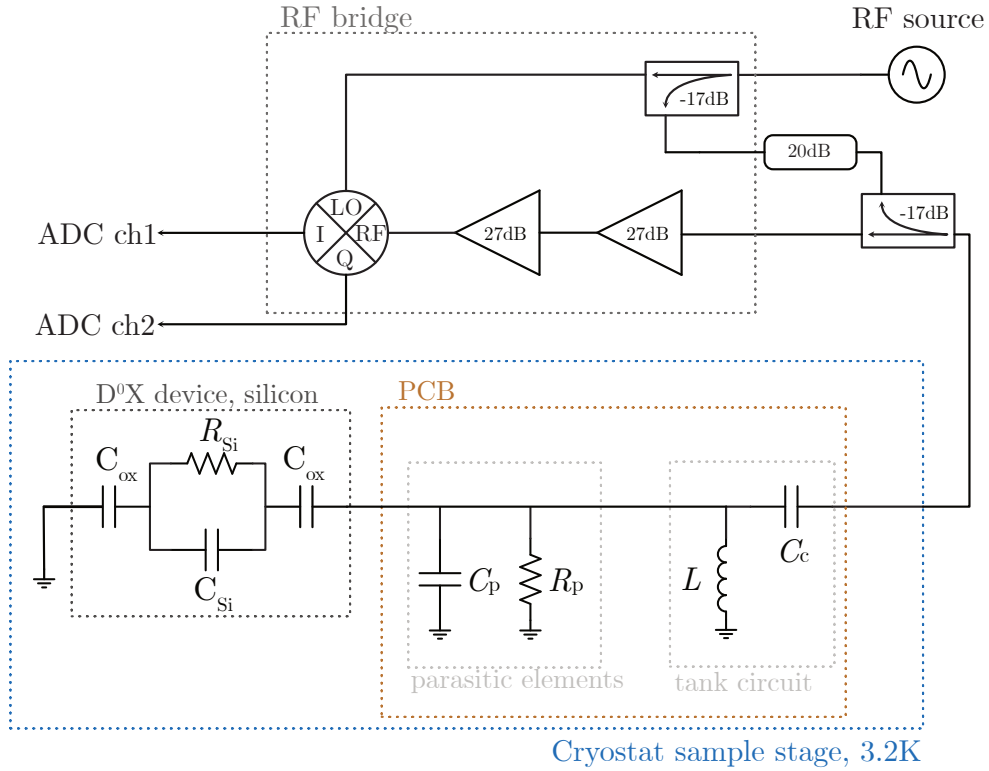 RF bridge
RF source
-17dB
20dB
-17dB
LO
I
RF
Q
27dB
27dB
ADC ch1
ADC ch2
D⁰X device, silicon
PCB
R_Si
C_ox
C_ox
C_Si
C_p
R_p
L
C_c
parasitic elements
tank circuit
Cryostat sample stage, 3.2K